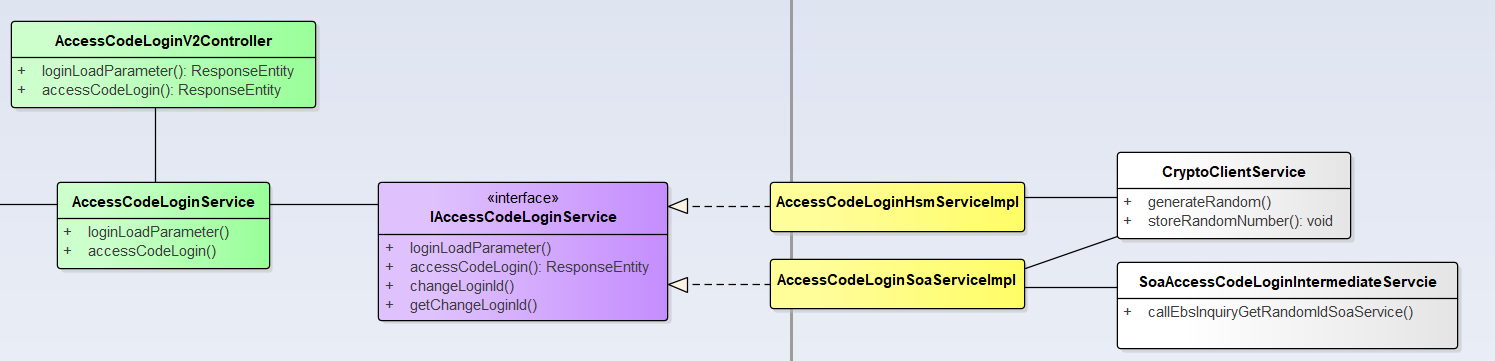 AccessCodeLoginV2Controller
+ loginLoadParameter(): ResponseEntity
+ accessCodeLogin(): ResponseEntity
AccessCodeLoginService
+ loginLoadParameter()
+ accessCodeLogin()
«interface»
IAccessCodeLoginService
+ loginLoadParameter()
+ accessCodeLogin(): ResponseEntity
+ changeLoginId()
+ getChangeLoginId()
AccessCodeLoginHsmServiceImpl
AccessCodeLoginSoaServiceImpl
CryptoClientService
+ generateRandom()
+ storeRandomNumber(): void
SoaAccessCodeLoginIntermediateServcie
+ callEbsInquiryGetRandomIdSoaService()